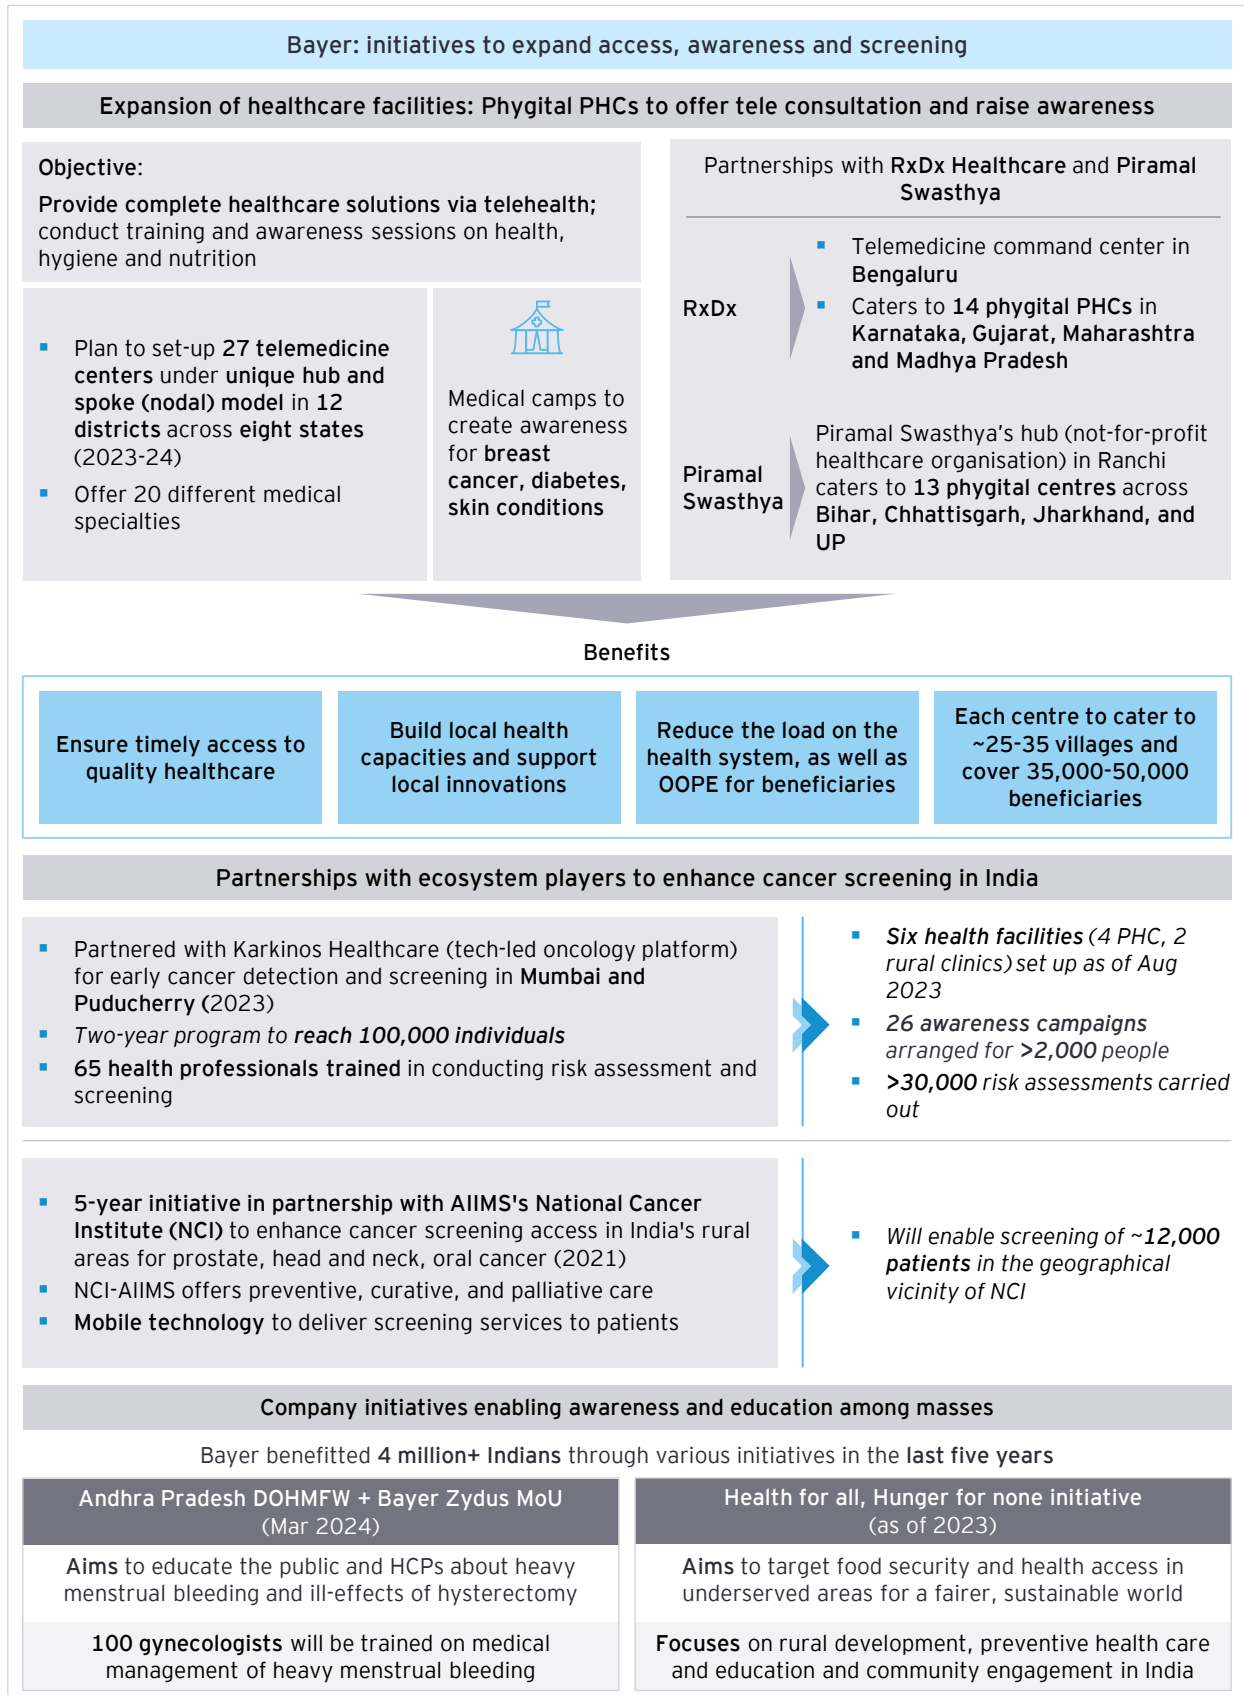 Bayer: initiatives to expand access, awareness and screening
Expansion of healthcare facilities: Phygital PHCs to offer tele consultation and raise awareness
Objective:
Provide complete healthcare solutions via telehealth;
conduct training and awareness sessions on health,
hygiene and nutrition
▪ Plan to set-up 27 telemedicine
centers under unique hub and
spoke (nodal) model in 12
districts across eight states
(2023-24)
▪ Offer 20 different medical
specialties
Medical camps to
create awareness
for breast
cancer, diabetes,
skin conditions
Partnerships with RxDx Healthcare and Piramal
Swasthya
RxDx
▪ Telemedicine command center in
Bengaluru
▪ Caters to 14 phygital PHCs in
Karnataka, Gujarat, Maharashtra
and Madhya Pradesh
Piramal
Swasthya
Piramal Swasthya's hub (not-for-profit
healthcare organisation) in Ranchi
caters to 13 phygital centres across
Bihar, Chhattisgarh, Jharkhand, and
UP
Benefits
Ensure timely access to
quality healthcare
Build local health
capacities and support
local innovations
Reduce the load on the
health system, as well as
OOPE for beneficiaries
Each centre to cater to
~25-35 villages and
cover 35,000-50,000
beneficiaries
Partnerships with ecosystem players to enhance cancer screening in India
▪ Partnered with Karkinos Healthcare (tech-led oncology platform)
for early cancer detection and screening in Mumbai and
Puducherry (2023)
▪ Two-year program to reach 100,000 individuals
▪ 65 health professionals trained in conducting risk assessment and
screening
▪ Six health facilities (4 PHC, 2
rural clinics) set up as of Aug
2023
▪ 26 awareness campaigns
arranged for >2,000 people
▪ >30,000 risk assessments carried
out
▪ 5-year initiative in partnership with AIIMS's National Cancer
Institute (NCI) to enhance cancer screening access in India's rural
areas for prostate, head and neck, oral cancer (2021)
▪ NCI-AIIMS offers preventive, curative, and palliative care
▪ Mobile technology to deliver screening services to patients
▪ Will enable screening of ~12,000
patients in the geographical
vicinity of NCI
Company initiatives enabling awareness and education among masses
Bayer benefitted 4 million+ Indians through various initiatives in the last five years
Andhra Pradesh DOHMFW + Bayer Zydus MoU
(Mar 2024)
Aims to educate the public and HCPs about heavy
menstrual bleeding and ill-effects of hysterectomy
100 gynecologists will be trained on medical
management of heavy menstrual bleeding
Health for all, Hunger for none initiative
(as of 2023)
Aims to target food security and health access in
underserved areas for a fairer, sustainable world
Focuses on rural development, preventive health care
and education and community engagement in India